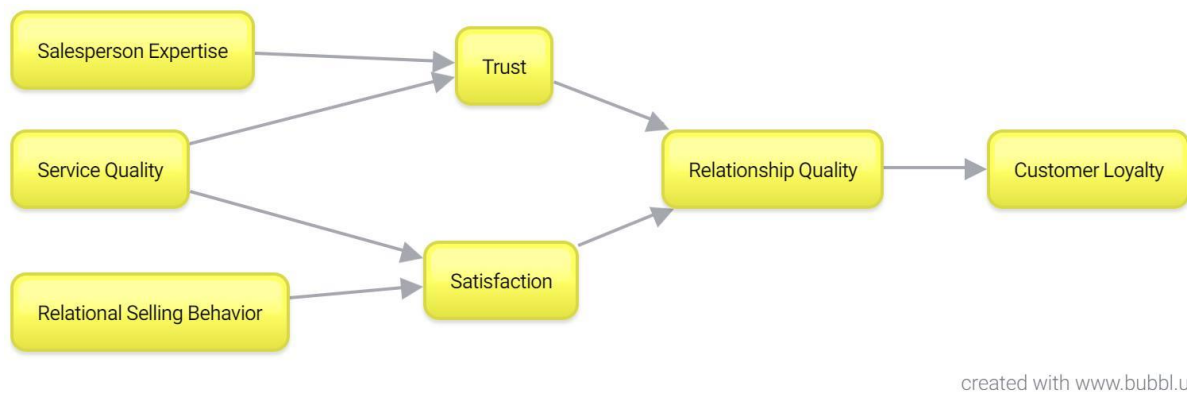 Salesperson Expertise
Trust
Service Quality
Relationship Quality
Customer Loyalty
Satisfaction
Relational Selling Behavior
created with www.bubbl.u